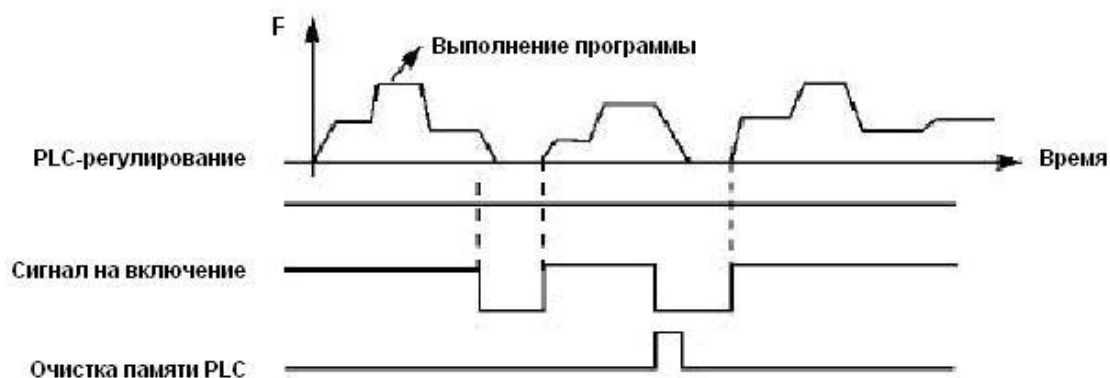 F
Выполнение программы
PLC-регулирование
Время
Сигнал на включение
Очистка памяти PLC